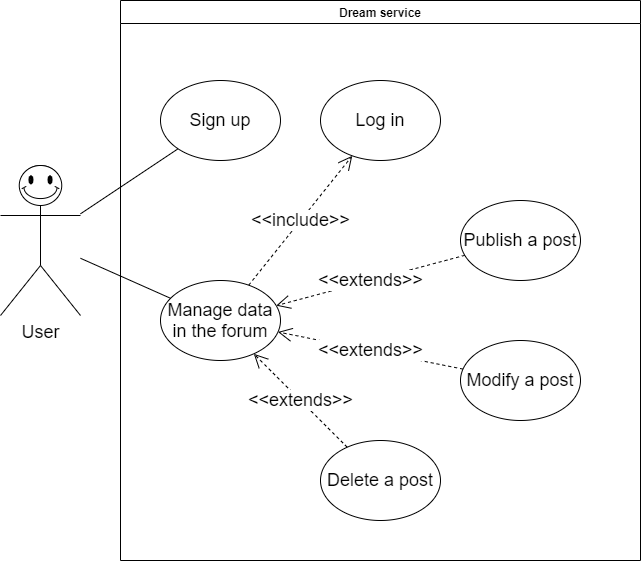 Dream service
Sign up
Log in
<<include>>
Publish a post
<<extends>>
Manage data
in the forum
User
<<extends>>
Modify a post
<<extends>>
Delete a post